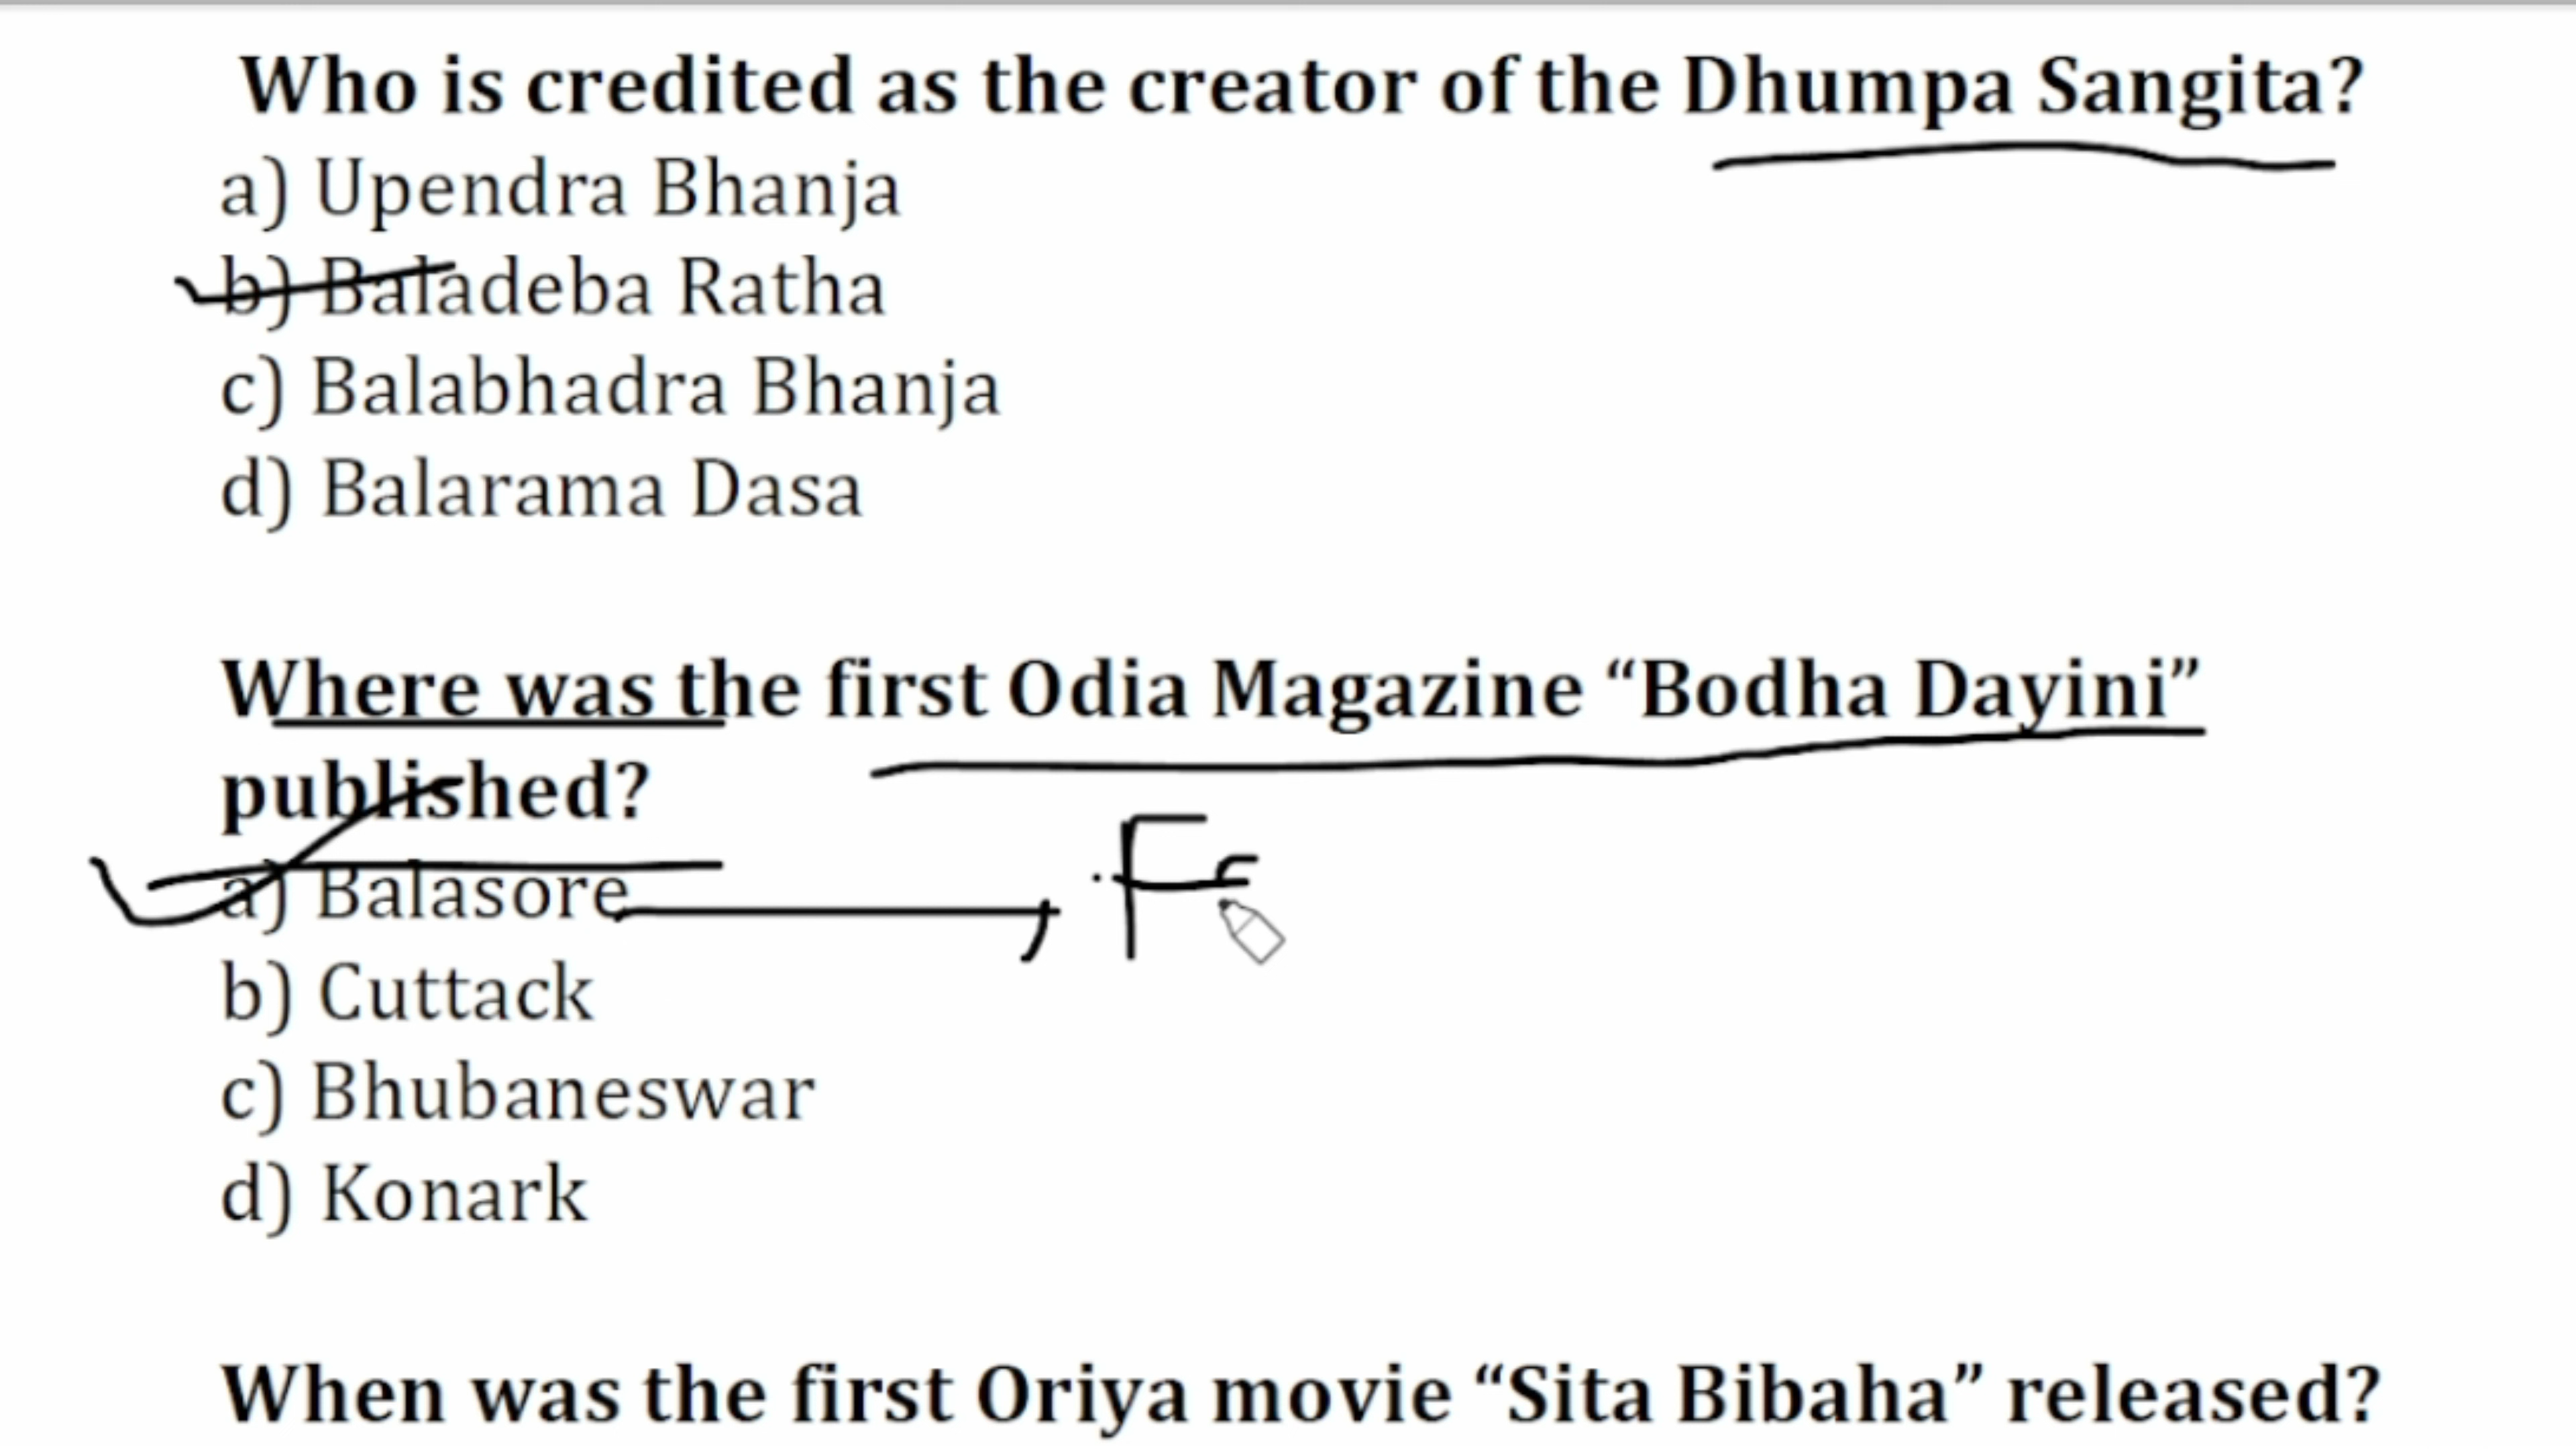 Who is credited as the creator of the Dhumpa Sangita?
a) Upendra Bhanja
b) Baladeba Ratha
c) Balabhadra Bhanja
d) Balarama Dasa
Where was the first Odia Magazine “Bodha Dayini”
published?
a) Balasore
b) Cuttack
c) Bhubaneswar
d) Konark
When was the first Oriya movie “Sita Bibaha” released?